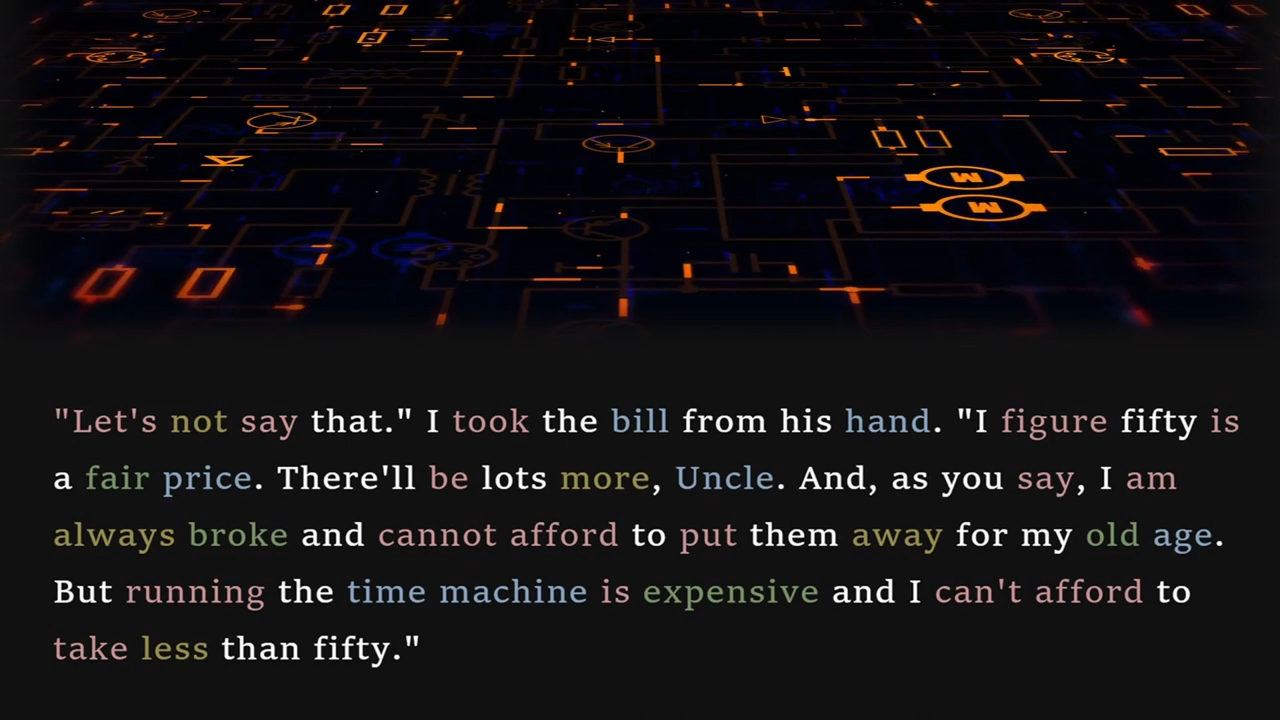 "Let's not say that." I took the bill from his hand. "I figure fifty is
a fair price. There'll be lots more, Uncle. And, as you say, I am
always broke and cannot afford to put them away for my old age.
But running the time machine is expensive and I can't afford to
take less than fifty."